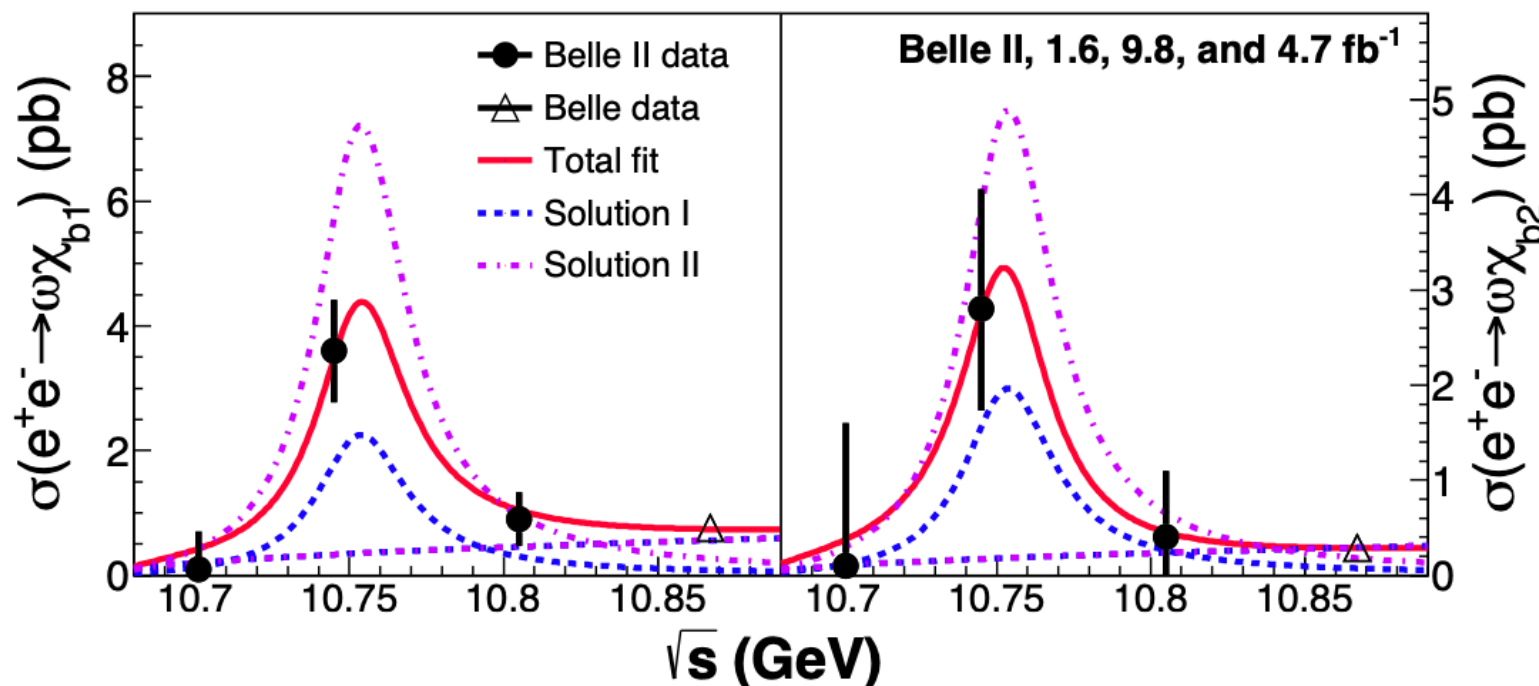 σ(e⁺e⁻→ωχ_b1) (pb)
8
6
4
2
0
Belle II data
Belle data
Total fit
Solution I
Solution II
10.7 10.75 10.8 10.85
Belle II, 1.6, 9.8, and 4.7 fb⁻¹
5
4
3
2
1
0
σ(e⁺e⁻→ωχ_b2) (pb)
10.7 10.75 10.8 10.85
√s (GeV)